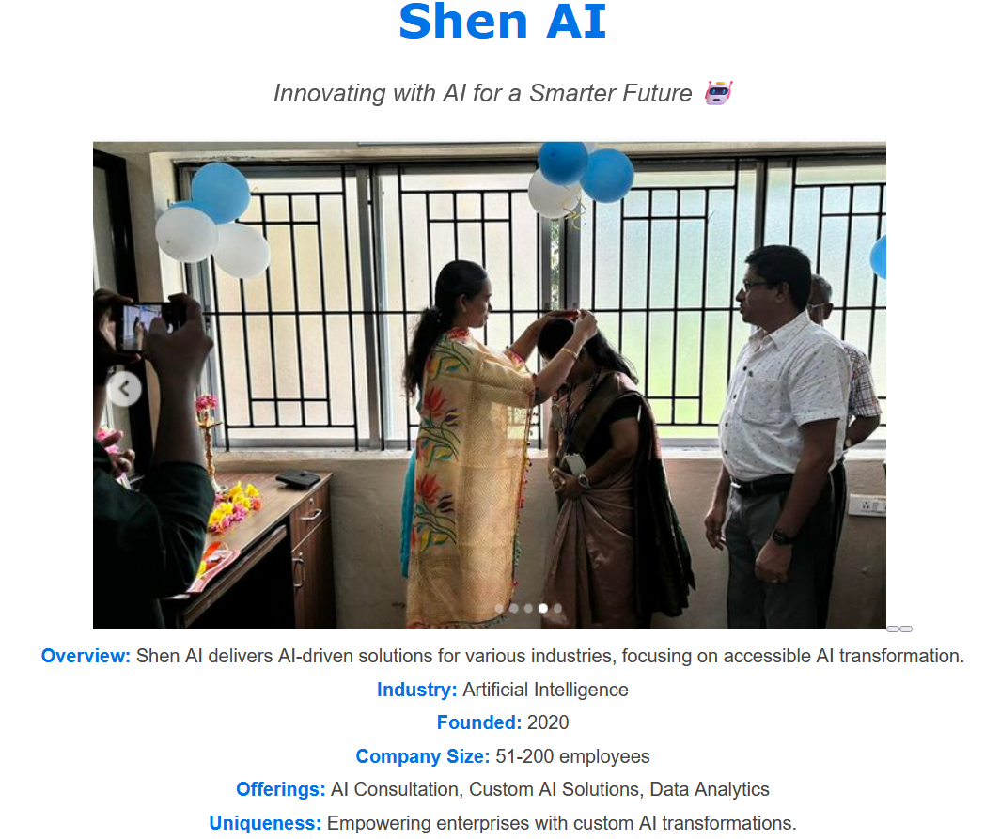 Shen AI
Innovating with AI for a Smarter Future 🤖
Overview: Shen AI delivers AI-driven solutions for various industries, focusing on accessible AI transformation.
Industry: Artificial Intelligence
Founded: 2020
Company Size: 51-200 employees
Offerings: AI Consultation, Custom AI Solutions, Data Analytics
Uniqueness: Empowering enterprises with custom AI transformations.